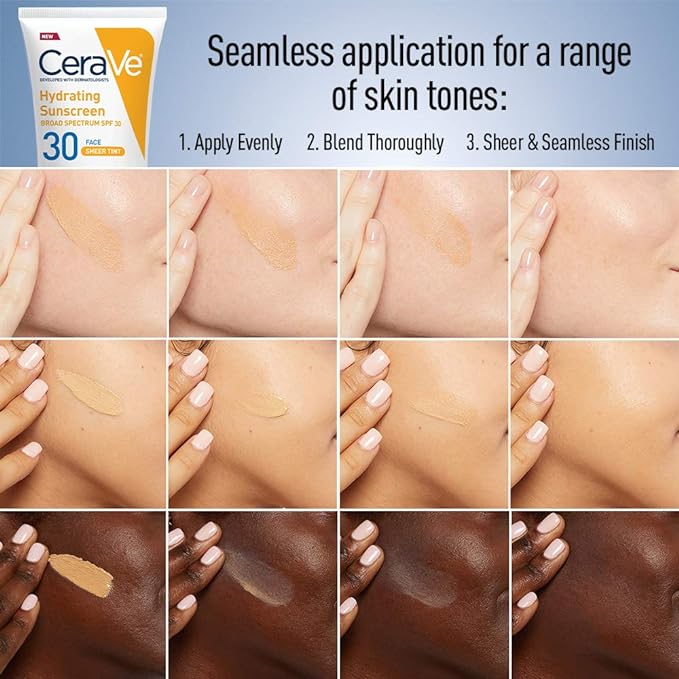 NEW
CeraVe
DEVELOPED WITH DERMATOLOGISTS
Hydrating
Sunscreen
BROAD SPECTRUM SPF 30
30
FACE
SHEER TINT
Seamless application for a range
of skin tones:
1. Apply Evenly 2. Blend Thoroughly 3. Sheer & Seamless Finish